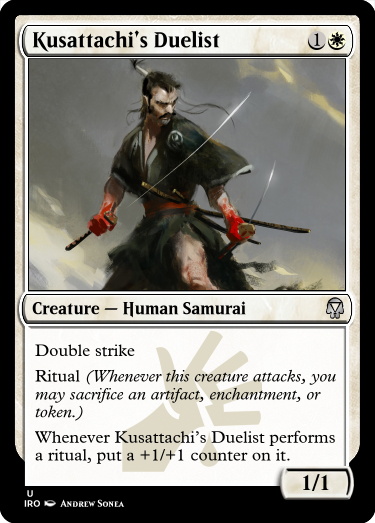 Kusattachi's Duelist 1
Creature — Human Samurai
Double strike
Ritual (Whenever this creature attacks, you
may sacrifice an artifact, enchantment, or
token.)
Whenever Kusattachi's Duelist performs
a ritual, put a +1/+1 counter on it.
1/1
U
IRO Andrew Sonea